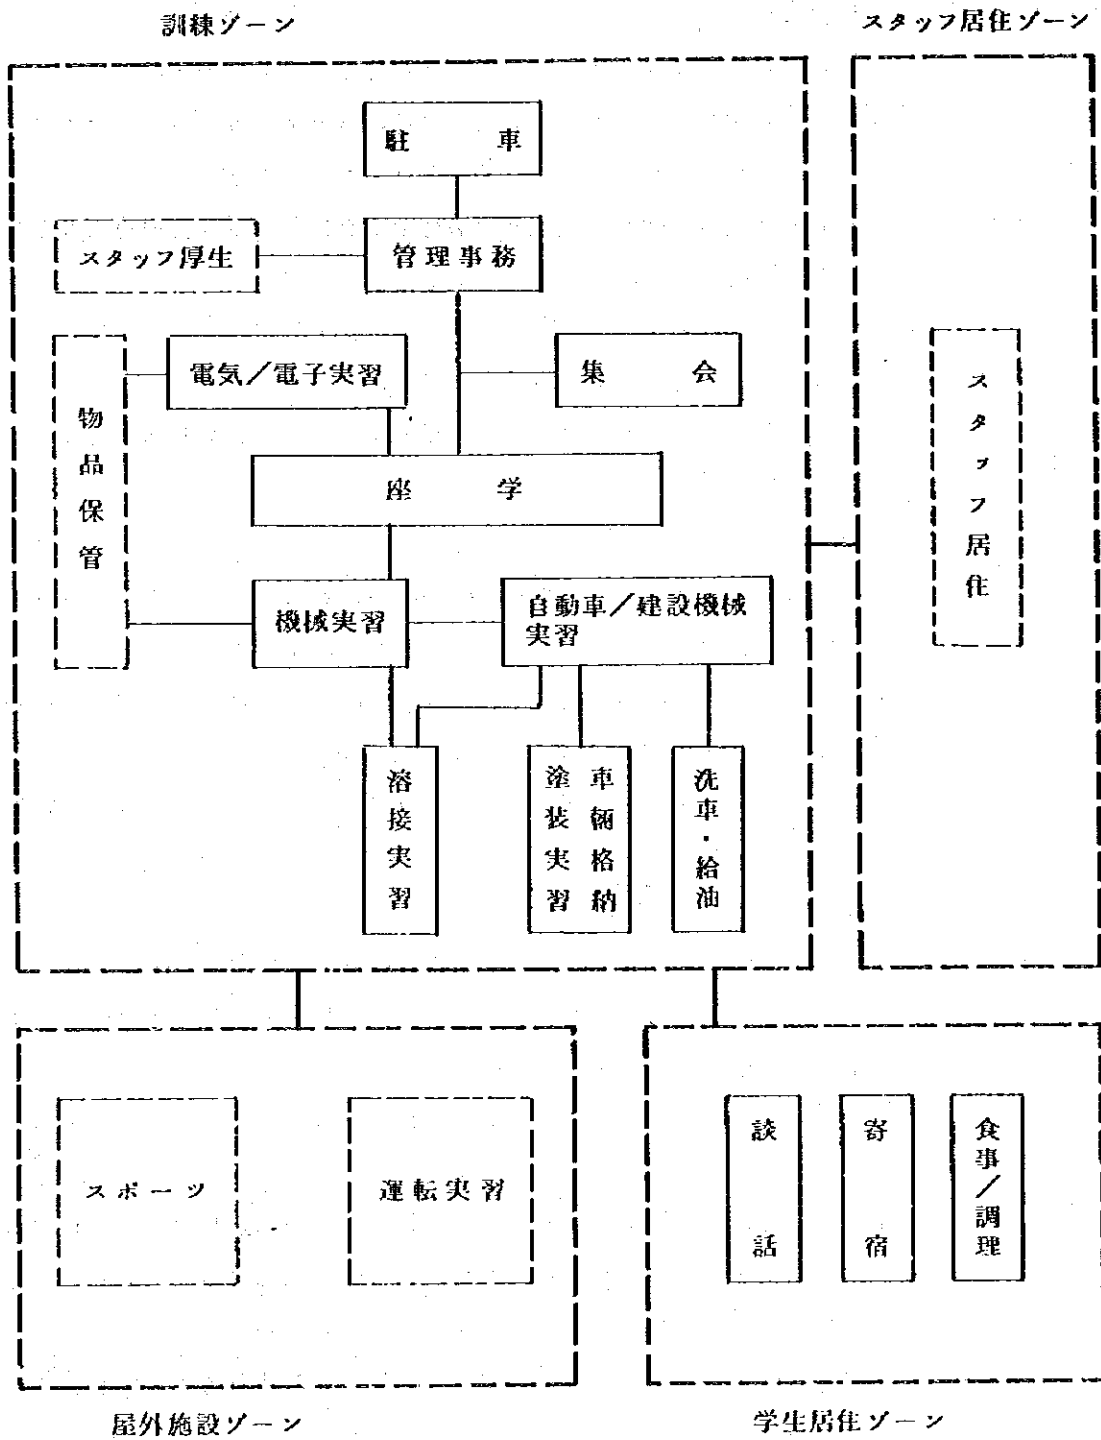 訓練ゾーン
スタッフ居住ゾーン
駐車
スタッフ厚生
管理事務
電気/電子実習
集会
物品保管
座学
スタッフ居住
機械実習
自動車/建設機械
実習
溶接実習
塗装実習
車輛格納
洗車・給油
スポーツ
運転実習
談話
寄宿
食事/調理
屋外施設ゾーン
学生居住ゾーン